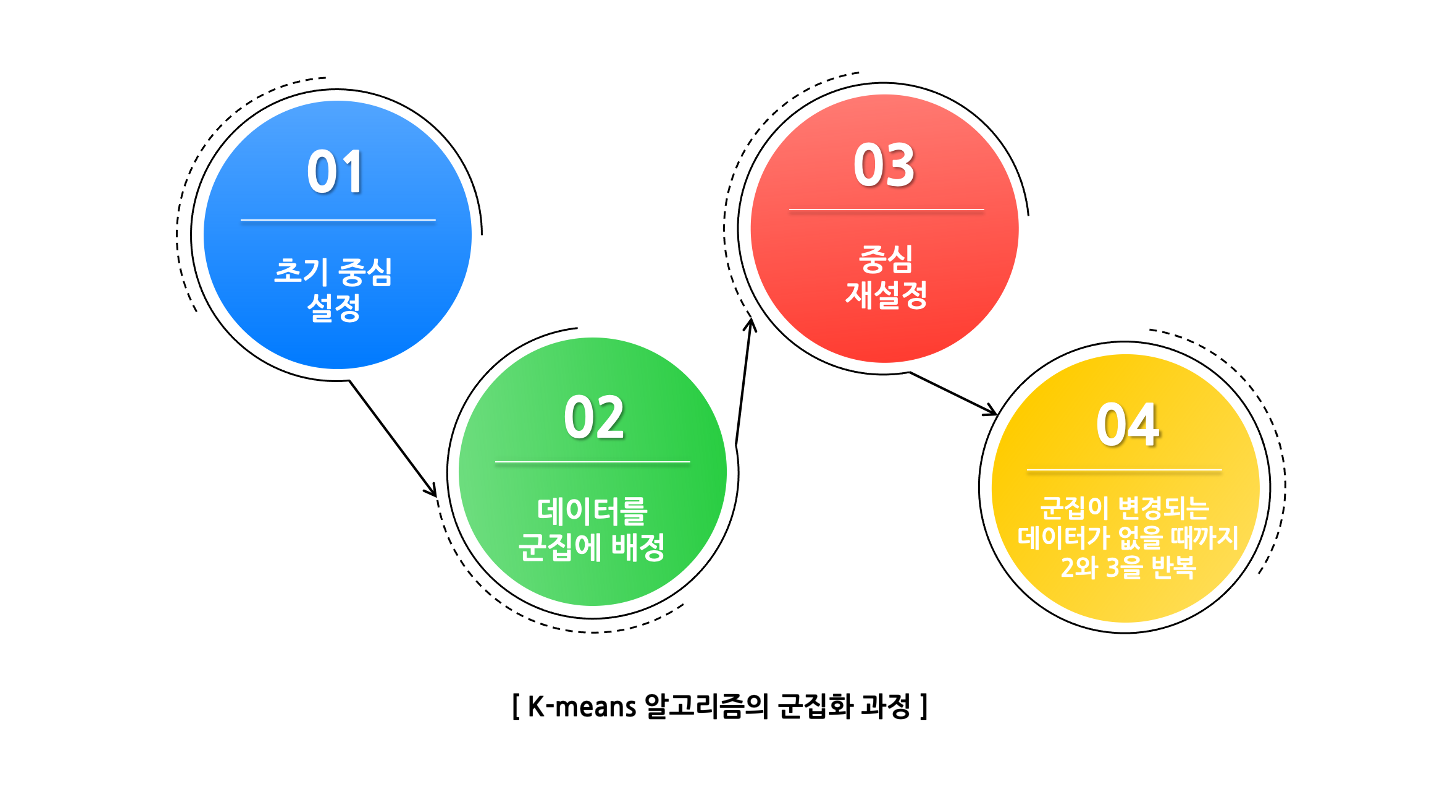 01
초기 중심
설정
02
데이터를
군집에 배정
03
중심
재설정
04
군집이 변경되는
데이터가 없을 때까지
2와 3을 반복
[ K-means 알고리즘의 군집화 과정 ]